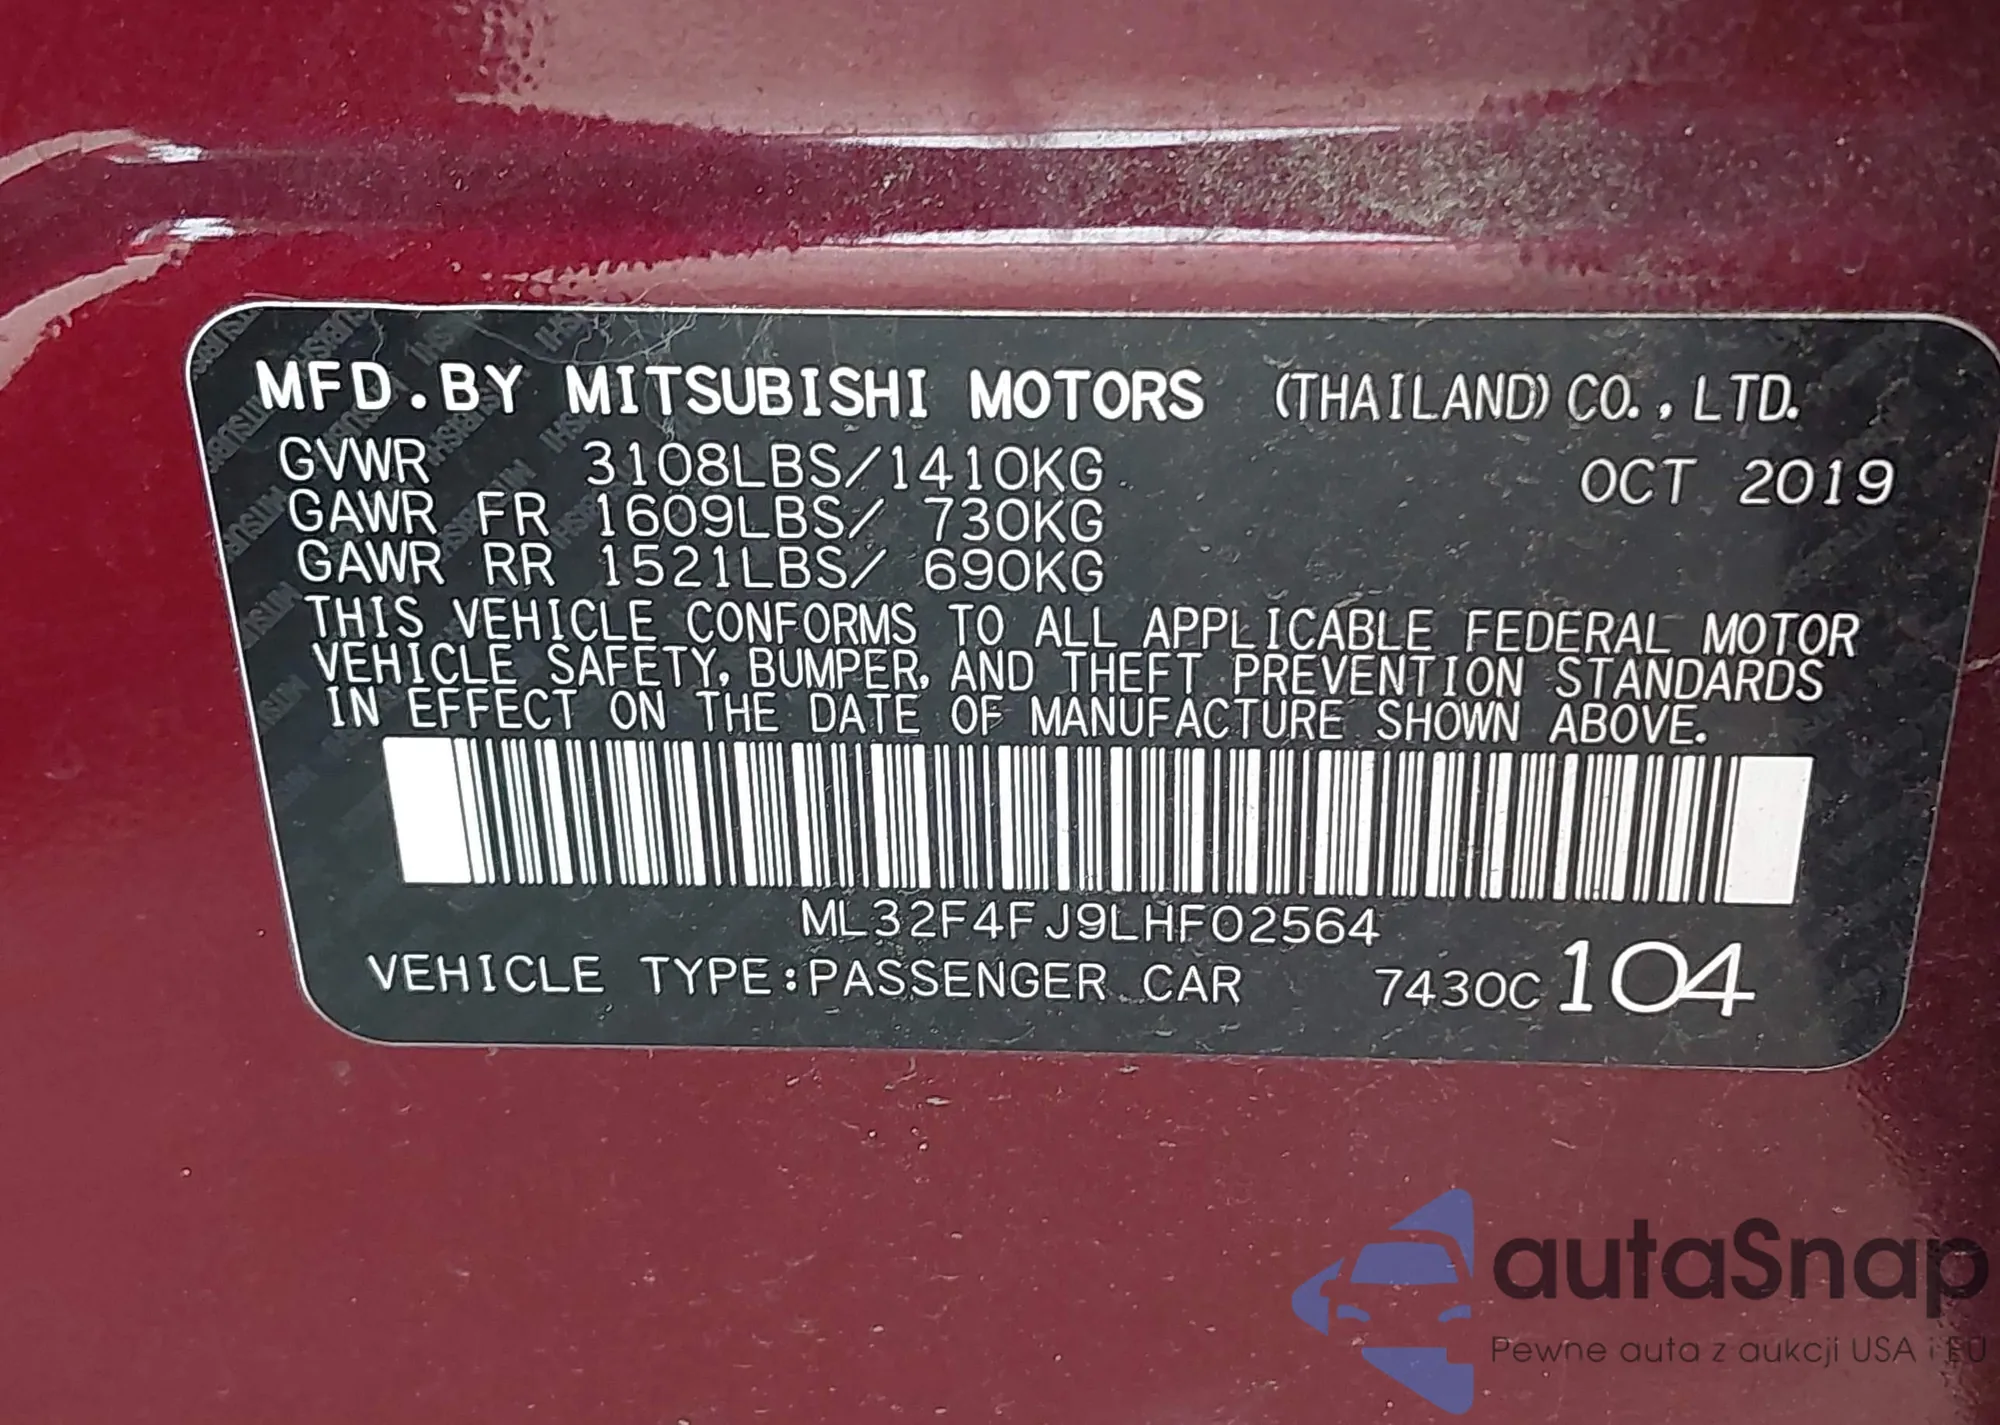 MFD.BY MITSUBISHI MOTORS (THAILAND) CO., LTD.
GVWR 3108LBS/1410KG OCT 2019
GAWR FR 1609LBS/ 730KG
GAWR RR 1521LBS/ 690KG
THIS VEHICLE CONFORMS TO ALL APPLICABLE FEDERAL MOTOR
VEHICLE SAFETY, BUMPER, AND THEFT PREVENTION STANDARDS
IN EFFECT ON THE DATE OF MANUFACTURE SHOWN ABOVE.
ML32F4FJ9LHF02564
VEHICLE TYPE:PASSENGER CAR 7430C 104
autaSnap
Pewne auta z aukcji USA i EU